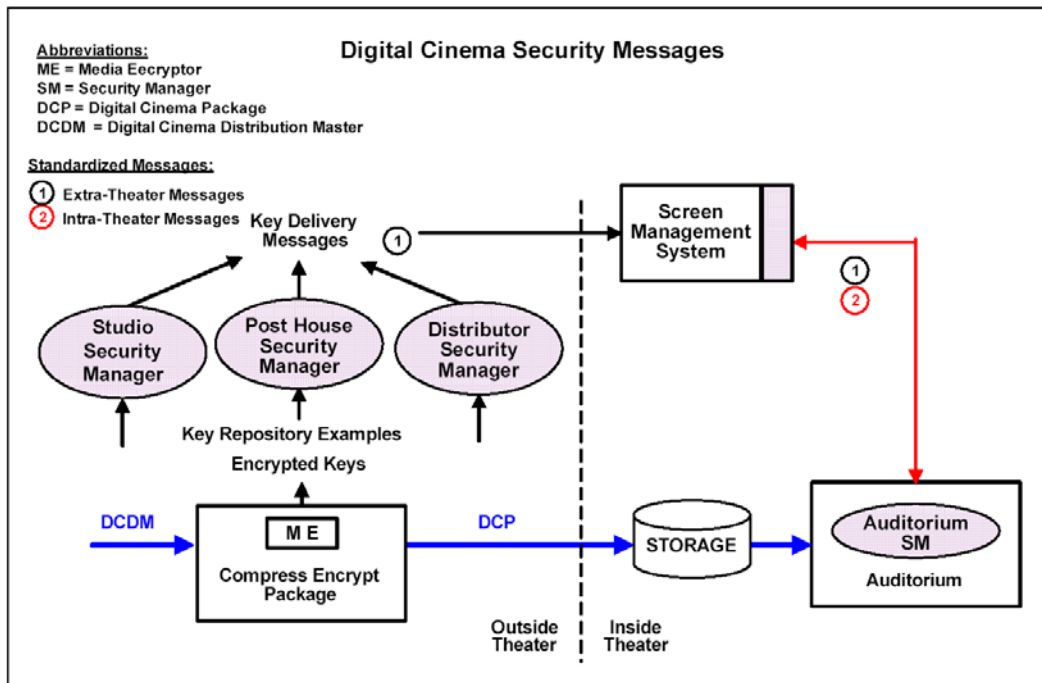 Digital Cinema Security Messages
Abbreviations:
ME = Media Eecryptor
SM = Security Manager
DCP = Digital Cinema Package
DCDM = Digital Cinema Distribution Master
Standardized Messages:
1 Extra-Theater Messages
2 Intra-Theater Messages
Key Delivery
Messages
1
Screen
Management
System
1
2
Studio
Security
Manager
Post House
Security
Manager
Distributor
Security
Manager
Key Repository Examples
Encrypted Keys
DCDM
M E
Compress Encrypt
Package
DCP
STORAGE
Auditorium
SM
Auditorium
Outside
Theater
Inside
Theater